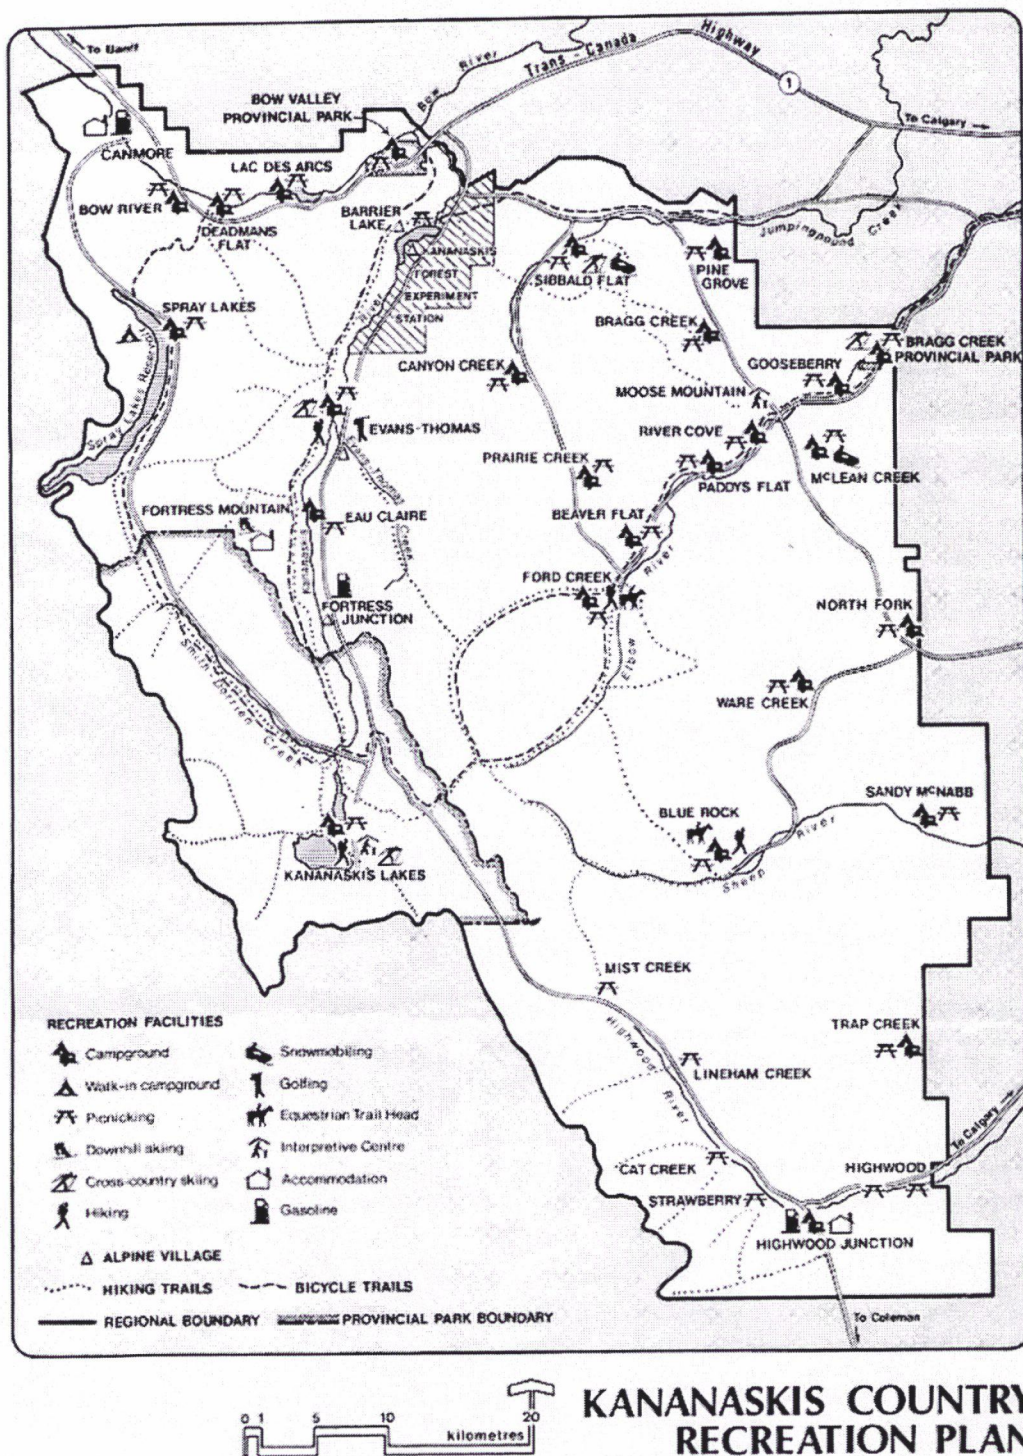 To Banff
Bow River
Trans - Canada Highway
1
To Calgary
BOW VALLEY
PROVINCIAL PARK
CANMORE
LAC DES ARCS
BOW RIVER
DEADMANS
FLAT
BARRIER
LAKE
KANANASKIS
FOREST
EXPERIMENT
STATION
River
Jumpingpound Creek
SIBBALD FLAT
PINE
GROVE
SPRAY LAKES
Spray Lakes Reservoir
BRAGG CREEK
BRAGG CREEK
PROVINCIAL PARK
CANYON CREEK
GOOSEBERRY
MOOSE MOUNTAIN
EVANS-THOMAS
Evans Thomas Creek
RIVER COVE
PRAIRIE CREEK
PADDYS FLAT
MCLEAN CREEK
FORTRESS MOUNTAIN
EAU CLAIRE
BEAVER FLAT
Kananaskis
FORD CREEK
River
Elbow
FORTRESS
JUNCTION
NORTH FORK
Smith Dorrien Creek
WARE CREEK
SANDY McNABB
BLUE ROCK
Sheep River
KANANASKIS LAKES
MIST CREEK
Highwood River
TRAP CREEK
LINEHAM CREEK
To Calgary
CAT CREEK
HIGHWOOD
STRAWBERRY
HIGHWOOD JUNCTION
To Coleman
RECREATION FACILITIES
Campground
Snowmobiling
Walk-in campground
Golfing
Picnicking
Equestrian Trail Head
Downhill skiing
Interpretive Centre
Cross-country skiing
Accommodation
Hiking
Gasoline
ALPINE VILLAGE
HIKING TRAILS
BICYCLE TRAILS
REGIONAL BOUNDARY
PROVINCIAL PARK BOUNDARY
0 1 5 10 20
kilometres
KANANASKIS COUNTRY
RECREATION PLAN